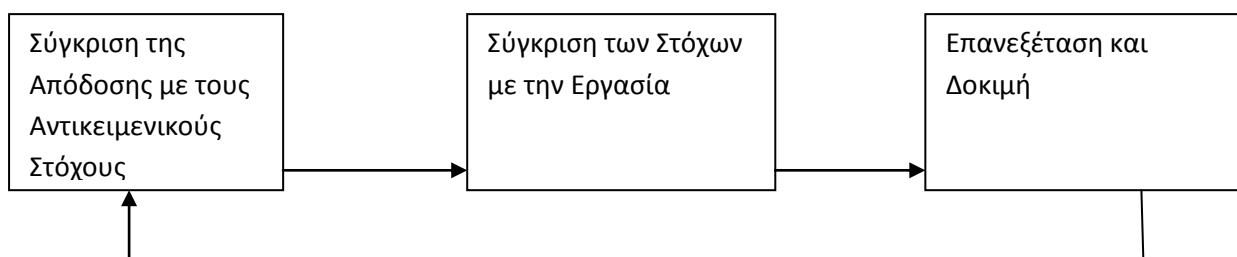 Σύγκριση της
Απόδοσης με τους
Αντικειμενικούς
Στόχους
Σύγκριση των Στόχων
με την Εργασία
Επανεξέταση και
Δοκιμή